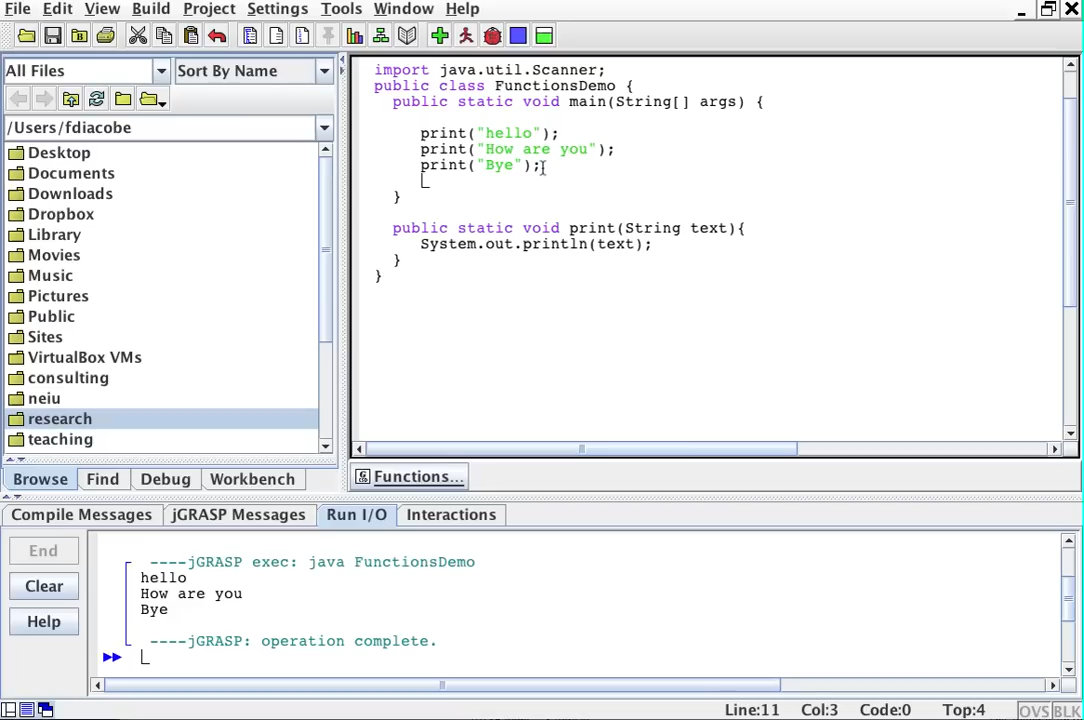 File Edit View Build Project Settings Tools Window Help
All Files
Sort By Name
/Users/fdiacobe
Desktop
Documents
Downloads
Dropbox
Library
Movies
Music
Pictures
Public
Sites
VirtualBox VMs
consulting
neiu
research
teaching
Browse Find Debug Workbench
import java.util.Scanner;
public class FunctionsDemo {
public static void main(String[] args) {
print("hello");
print("How are you");
print("Bye");
}
public static void print(String text){
System.out.println(text);
}
}
Functions...
Compile Messages jGRASP Messages Run I/O Interactions
End
Clear
Help
----jGRASP exec: java FunctionsDemo
hello
How are you
Bye
----jGRASP: operation complete.
Line:11 Col:3 Code:0 Top:4 OVS BLK